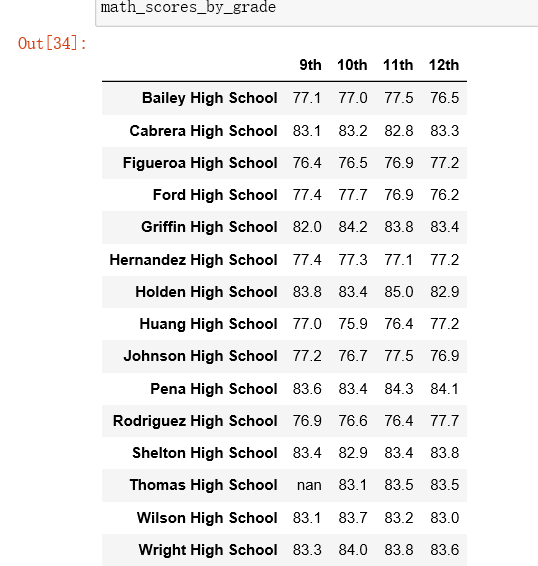 math_scores_by_grade
Out[34]:
9th 10th 11th 12th
Bailey High School 77.1 77.0 77.5 76.5
Cabrera High School 83.1 83.2 82.8 83.3
Figueroa High School 76.4 76.5 76.9 77.2
Ford High School 77.4 77.7 76.9 76.2
Griffin High School 82.0 84.2 83.8 83.4
Hernandez High School 77.4 77.3 77.1 77.2
Holden High School 83.8 83.4 85.0 82.9
Huang High School 77.0 75.9 76.4 77.2
Johnson High School 77.2 76.7 77.5 76.9
Pena High School 83.6 83.4 84.3 84.1
Rodriguez High School 76.9 76.6 76.4 77.7
Shelton High School 83.4 82.9 83.4 83.8
Thomas High School nan 83.1 83.5 83.5
Wilson High School 83.1 83.7 83.2 83.0
Wright High School 83.3 84.0 83.8 83.6